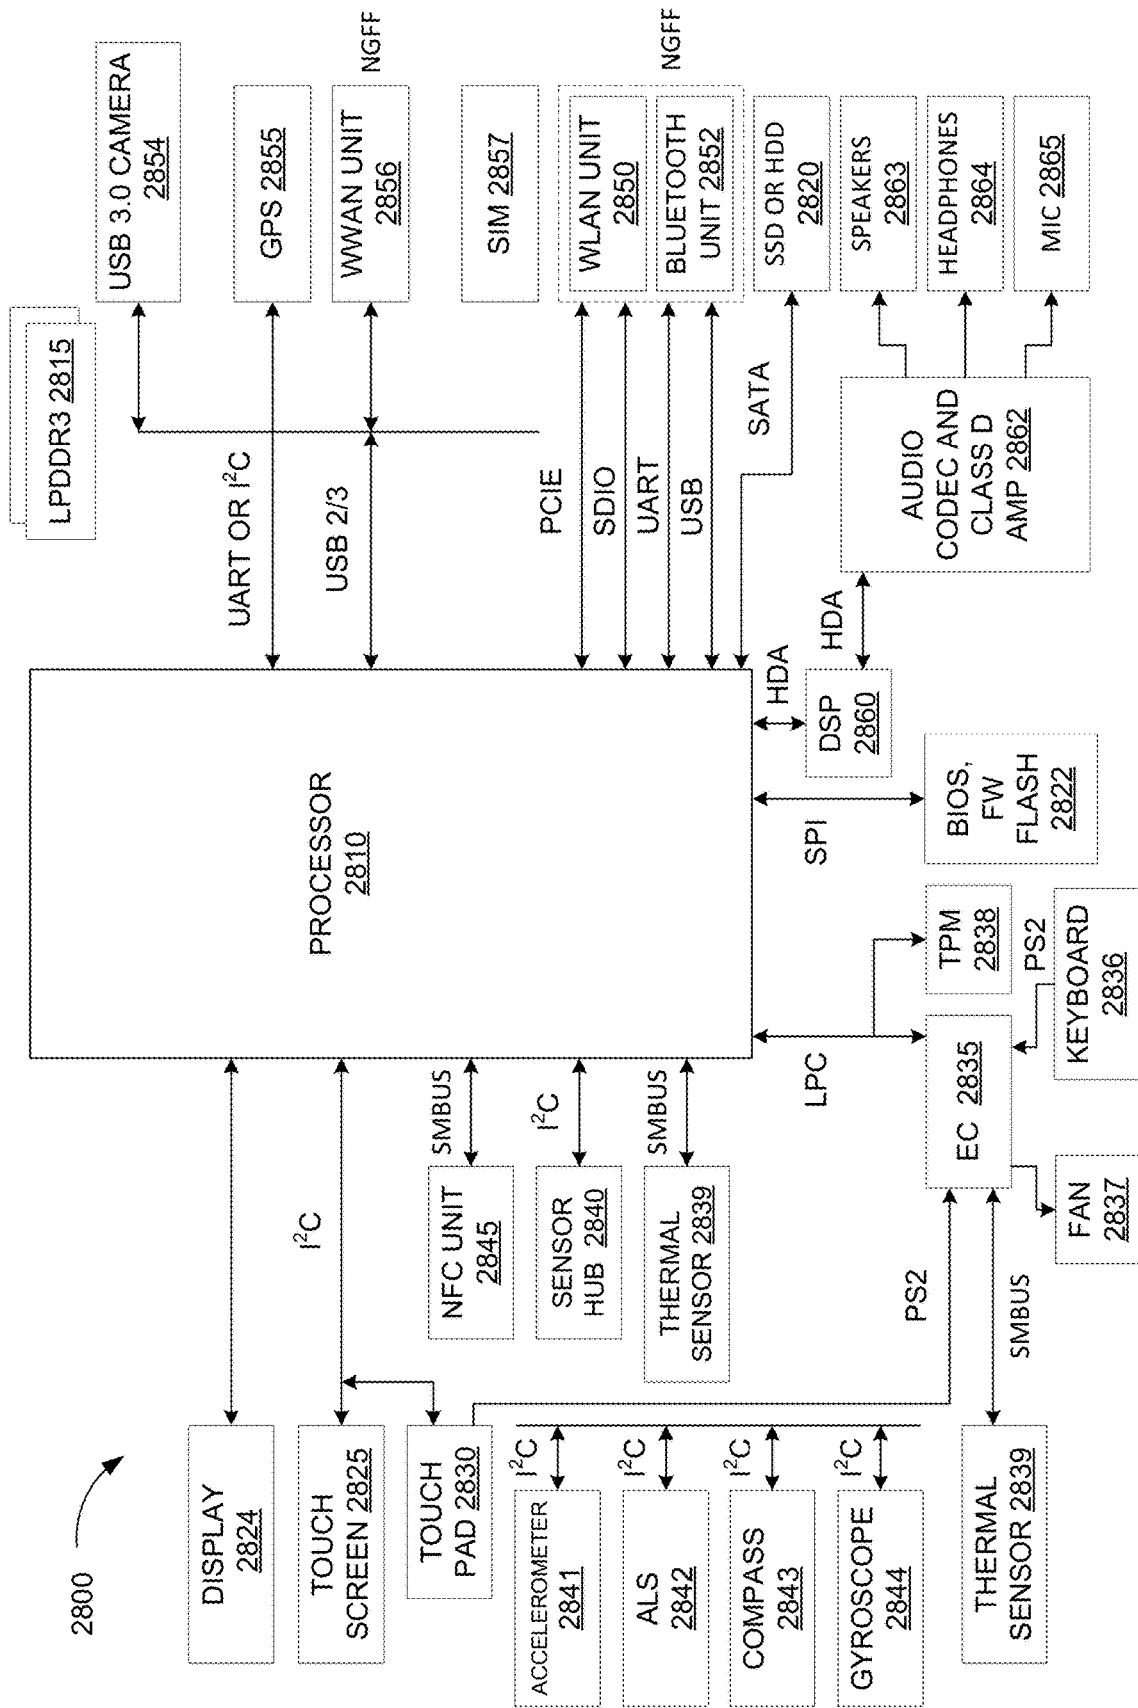 2800
DISPLAY
2824
TOUCH
SCREEN 2825
TOUCH
PAD 2830
I²C
ACCELEROMETER
2841
I²C
ALS
2842
I²C
COMPASS
2843
I²C
GYROSCOPE
2844
I²C
THERMAL
SENSOR 2839
SMBUS
PS2
NFC UNIT
2845
SMBUS
SENSOR
HUB 2840
I²C
THERMAL
SENSOR 2839
SMBUS
PROCESSOR
2810
LPC
EC 2835
FAN
2837
KEYBOARD
2836
PS2
TPM
2838
SPI
BIOS,
FW
FLASH
2822
HDA
DSP
2860
HDA
AUDIO
CODEC AND
CLASS D
AMP 2862
LPDDR3 2815
UART OR I²C
USB 2/3
PCIE
SDIO
UART
USB
SATA
USB 3.0 CAMERA
2854
GPS 2855
WWAN UNIT
2856
NGFF
SIM 2857
WLAN UNIT
2850
BLUETOOTH
UNIT 2852
NGFF
SSD OR HDD
2820
SPEAKERS
2863
HEADPHONES
2864
MIC 2865